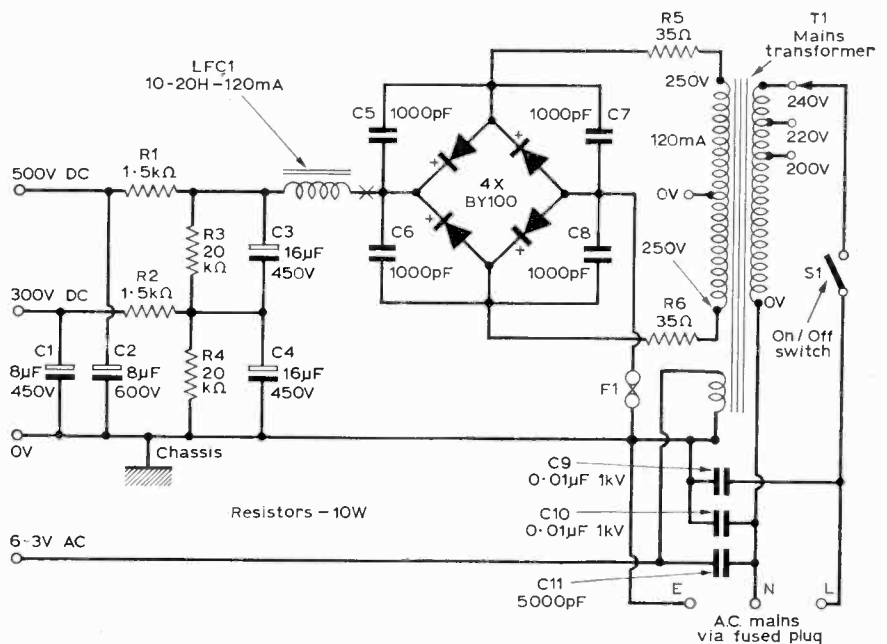 R5
35Ω
T1
Mains
transformer
LFC1
10-20H-120mA
250V
C5
1000pF
1000pF
C7
240V
120mA
220V
R1
1·5kΩ
200V
500V DC
4X
BY100
R3
20
kΩ
C3
16µF
450V
0V
C6
1000pF
C8
1000pF
250V
S1
R2
1·5kΩ
0V
300V DC
R6
35Ω
On/Off
switch
C1
8µF
450V
C2
8µF
600V
R4
20
kΩ
C4
16µF
450V
F1
0V
Chassis
C9
0·01µF 1kV
Resistors – 10W
C10
0·01µF 1kV
6·3V AC
C11
5000pF
E
N
L
A.C. mains
via fused plug